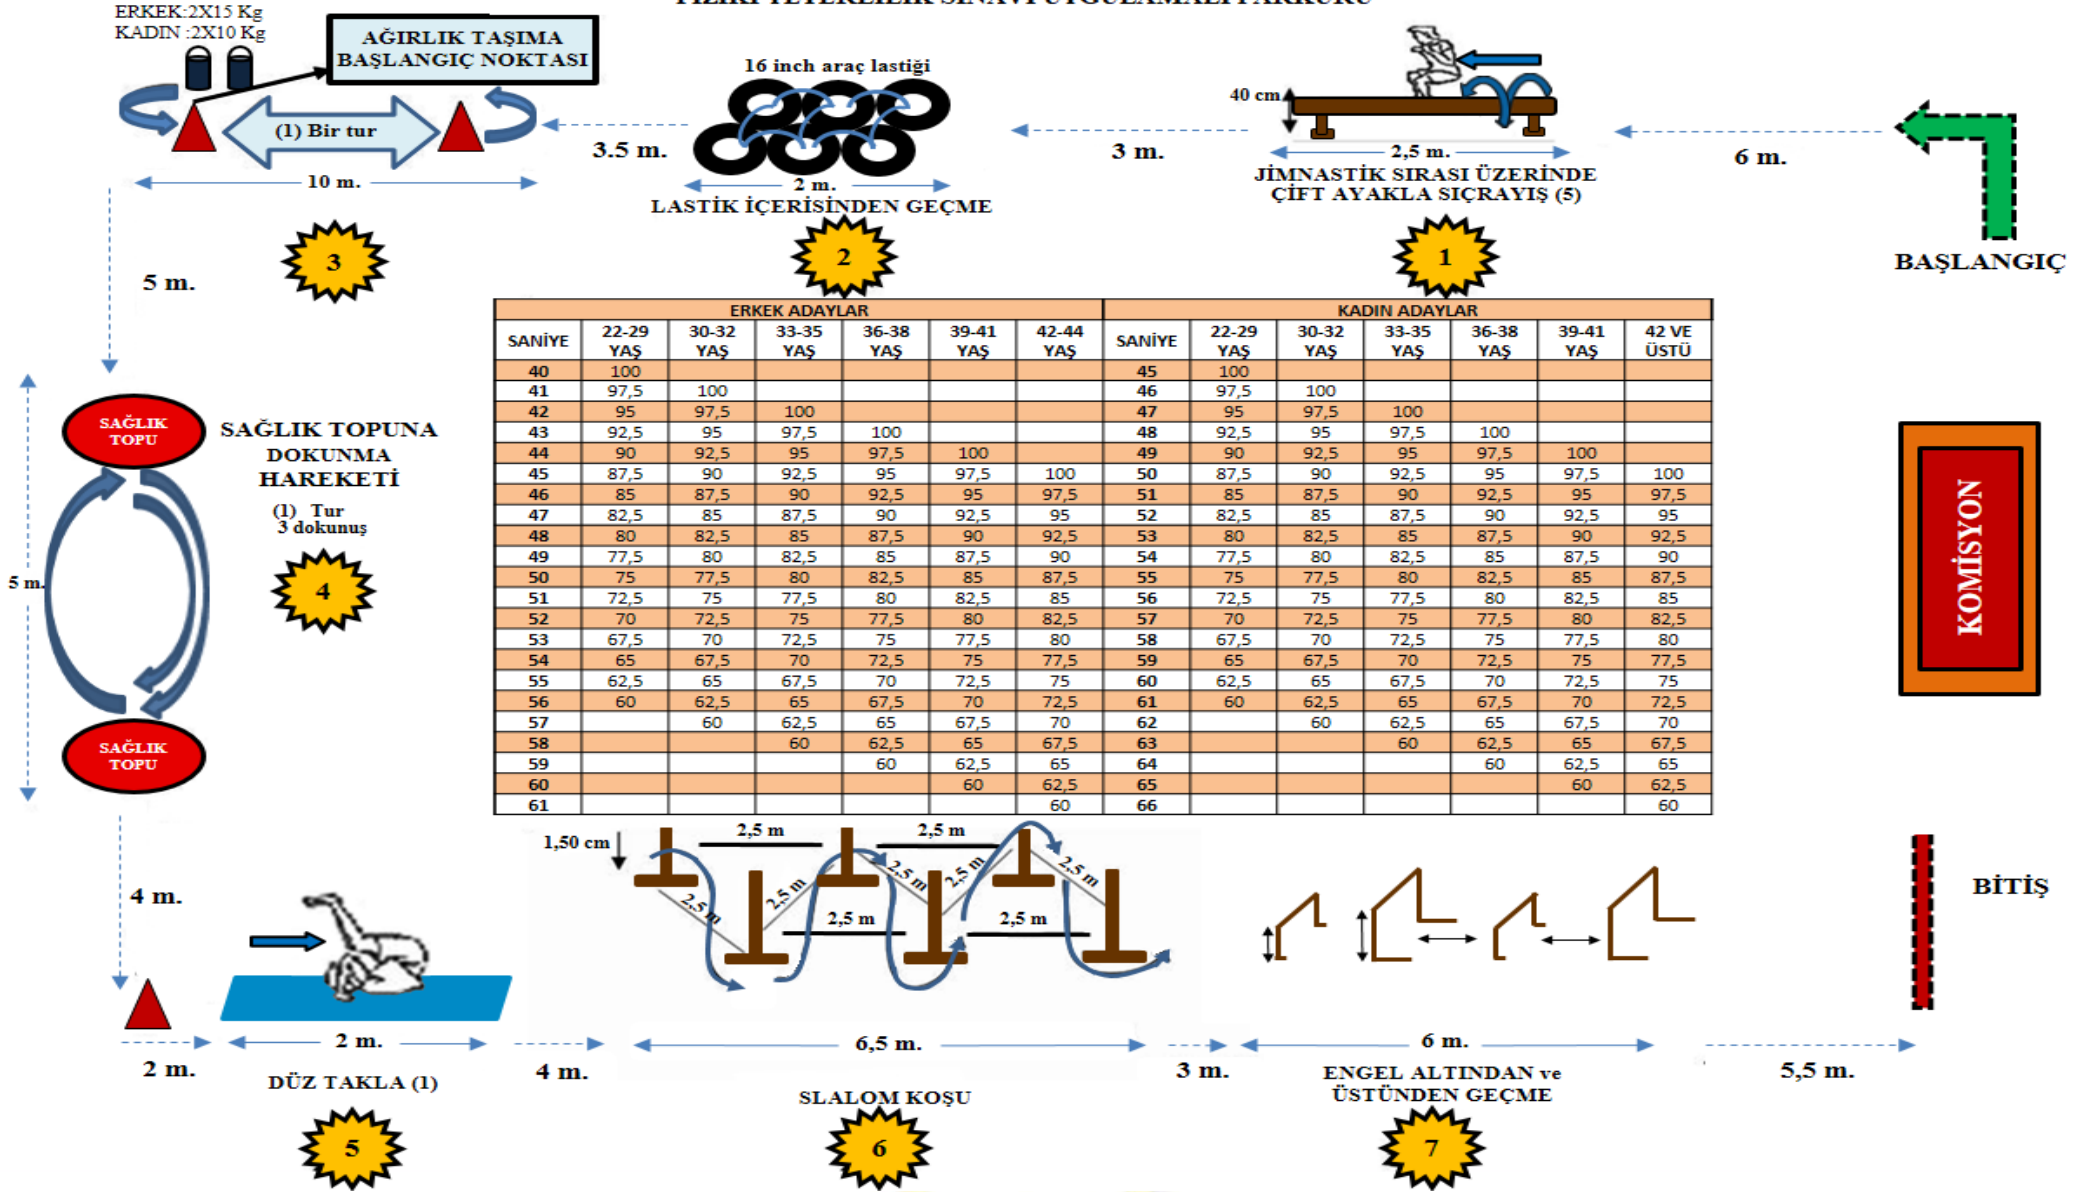 FİZİKİ YETERLİLİK SINAVI UYGULAMALI PARKURU
ERKEK:2X15 Kg
KADIN :2X10 Kg
AĞIRLIK TAŞIMA
BAŞLANGIÇ NOKTASI
(1) Bir tur
10 m.
3
3.5 m.
16 inch araç lastiği
2 m.
LASTİK İÇERİSİNDEN GEÇME
2
3 m.
40 cm
2,5 m.
JİMNASTİK SIRASI ÜZERİNDE
ÇİFT AYAKLA SIÇRAYIŞ (5)
1
6 m.
BAŞLANGIÇ
5 m.
5 m.
SAĞLIK
TOPU
SAĞLIK TOPUNA
DOKUNMA
HAREKETİ
(1) Tur
3 dokunuş
4
SAĞLIK
TOPU
ERKEK ADAYLAR KADIN ADAYLAR
SANİYE 22-29 YAŞ 30-32 YAŞ 33-35 YAŞ 36-38 YAŞ 39-41 YAŞ 42-44 YAŞ SANİYE 22-29 YAŞ 30-32 YAŞ 33-35 YAŞ 36-38 YAŞ 39-41 YAŞ 42 VE ÜSTÜ
40 100 45 100
41 97,5 100 46 97,5 100
42 95 97,5 100 47 95 97,5 100
43 92,5 95 97,5 100 48 92,5 95 97,5 100
44 90 92,5 95 97,5 100 49 90 92,5 95 97,5 100
45 87,5 90 92,5 95 97,5 100 50 87,5 90 92,5 95 97,5 100
46 85 87,5 90 92,5 95 97,5 51 85 87,5 90 92,5 95 97,5
47 82,5 85 87,5 90 92,5 95 52 82,5 85 87,5 90 92,5 95
48 80 82,5 85 87,5 90 92,5 53 80 82,5 85 87,5 90 92,5
49 77,5 80 82,5 85 87,5 90 54 77,5 80 82,5 85 87,5 90
50 75 77,5 80 82,5 85 87,5 55 75 77,5 80 82,5 85 87,5
51 72,5 75 77,5 80 82,5 85 56 72,5 75 77,5 80 82,5 85
52 70 72,5 75 77,5 80 82,5 57 70 72,5 75 77,5 80 82,5
53 67,5 70 72,5 75 77,5 80 58 67,5 70 72,5 75 77,5 80
54 65 67,5 70 72,5 75 77,5 59 65 67,5 70 72,5 75 77,5
55 62,5 65 67,5 70 72,5 75 60 62,5 65 67,5 70 72,5 75
56 60 62,5 65 67,5 70 72,5 61 60 62,5 65 67,5 70 72,5
57 60 62,5 65 67,5 70 62 60 62,5 65 67,5 70
58 60 62,5 65 67,5 63 60 62,5 65 67,5
59 60 62,5 65 64 60 62,5 65
60 60 62,5 65 60 62,5
61 60 66 60
KOMİSYON
4 m.
2 m.
2 m.
DÜZ TAKLA (1)
5
4 m.
1,50 cm
2,5 m
2,5 m
2,5 m
2,5 m
2,5 m
2,5 m
2,5 m
2,5 m
2,5 m
6,5 m.
SLALOM KOŞU
6
3 m.
6 m.
ENGEL ALTINDAN ve
ÜSTÜNDEN GEÇME
7
5,5 m.
BİTİŞ